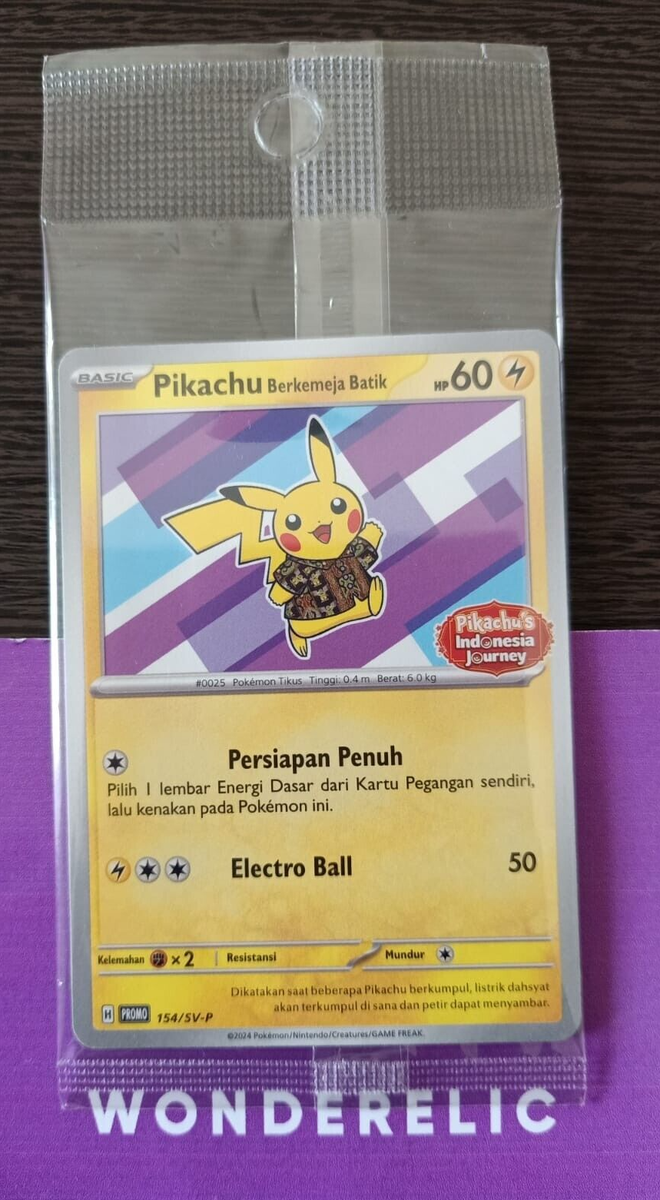 BASIC Pikachu Berkemeja Batik HP 60
Pikachu's
Indonesia
Journey
#0025 Pokémon Tikus Tinggi: 0.4 m Berat: 6.0 kg
Persiapan Penuh
Pilih 1 lembar Energi Dasar dari Kartu Pegangan sendiri,
lalu kenakan pada Pokémon ini.
Electro Ball 50
Kelemahan ×2 Resistansi Mundur
Dikatakan saat beberapa Pikachu berkumpul, listrik dahsyat
akan terkumpul di sana dan petir dapat menyambar.
H PROMO 154/SV-P
©2024 Pokémon/Nintendo/Creatures/GAME FREAK.
WONDERELIC